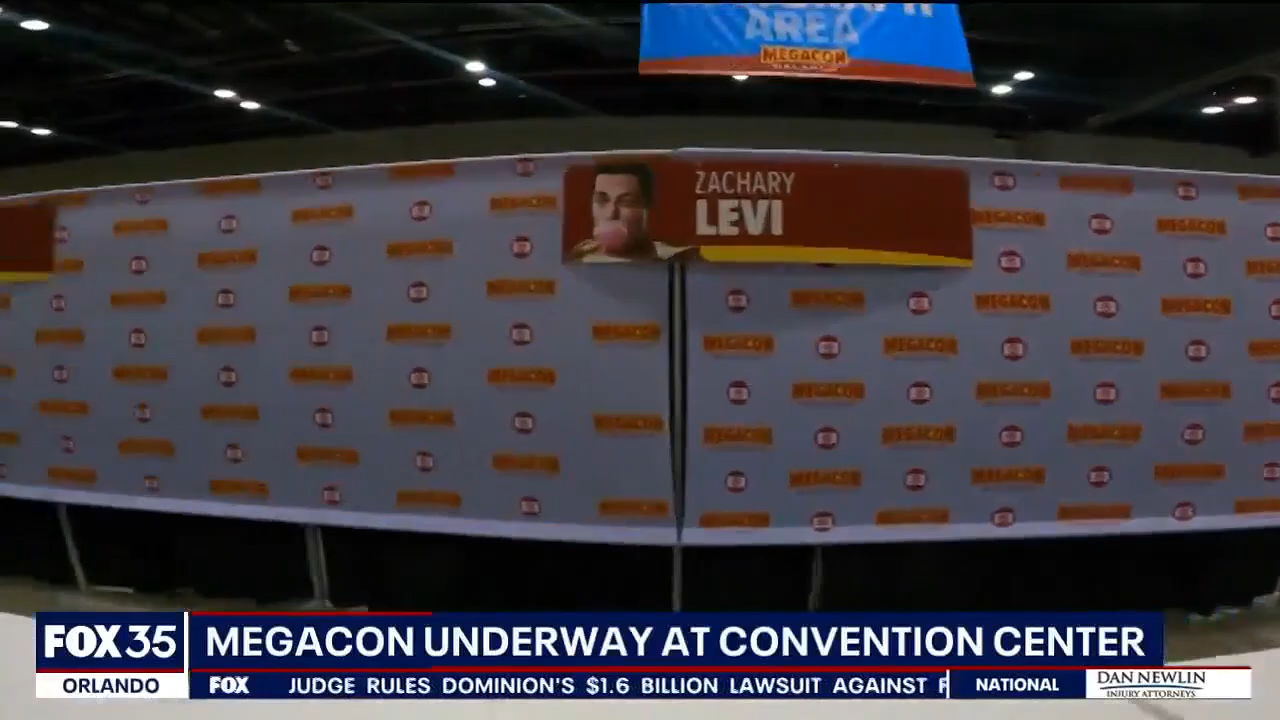 AREA
MEGACON
ZACHARY
LEVI
MEGACON
FOX 35
MEGACON UNDERWAY AT CONVENTION CENTER
ORLANDO
FOX
JUDGE RULES DOMINION'S $1.6 BILLION LAWSUIT AGAINST
NATIONAL
DAN NEWLIN
INJURY ATTORNEYS